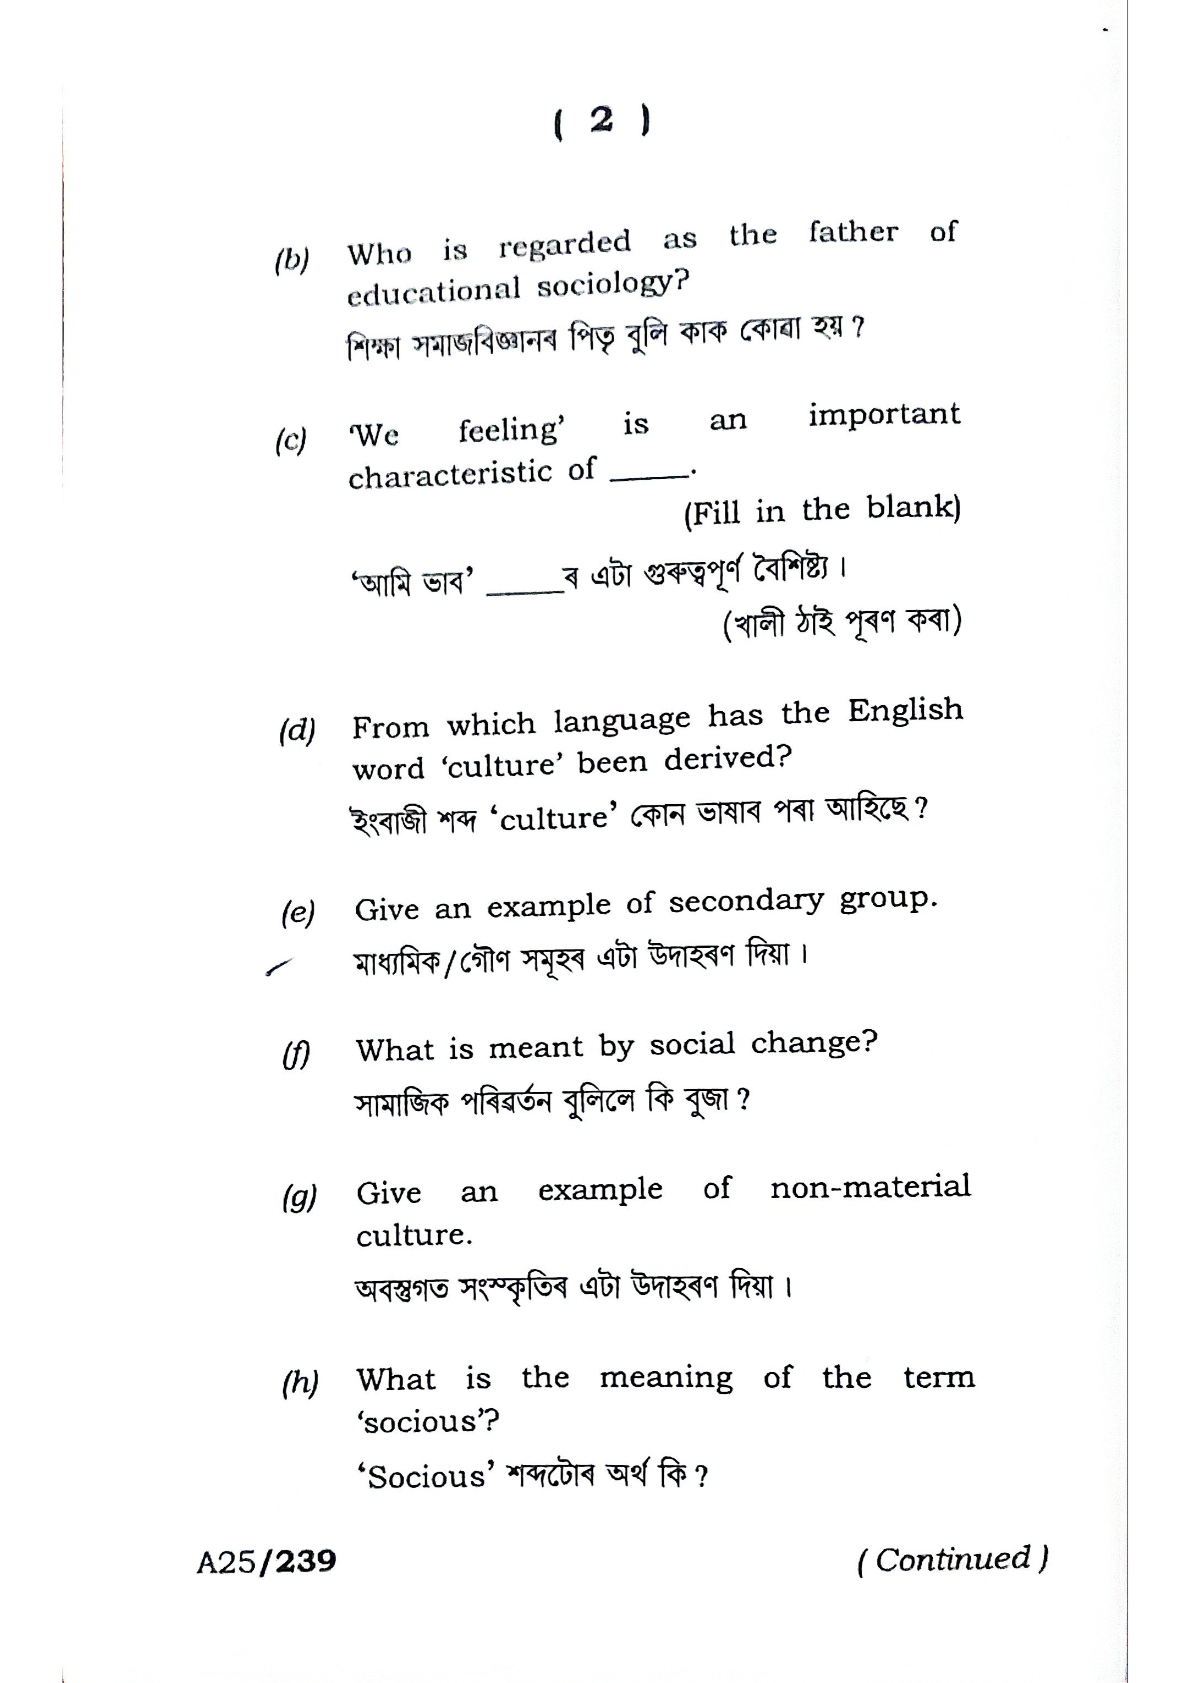 ( 2 )
(b) Who is regarded as the father of
educational sociology?
শিক্ষা সমাজবিজ্ঞানৰ পিতৃ বুলি কাক কোৱা হয় ?
(c) ‘We feeling’ is an important
characteristic of _____.
(Fill in the blank)
‘আমি ভাব’ _____ৰ এটা গুৰুত্বপূৰ্ণ বৈশিষ্ট্য ।
(খালী ঠাই পূৰণ কৰা)
(d) From which language has the English
word ‘culture’ been derived?
ইংৰাজী শব্দ ‘culture’ কোন ভাষাৰ পৰা আহিছে ?
(e) Give an example of secondary group.
মাধ্যমিক/গৌণ সমূহৰ এটা উদাহৰণ দিয়া ।
(f) What is meant by social change?
সামাজিক পৰিৱৰ্তন বুলিলে কি বুজা ?
(g) Give an example of non-material
culture.
অবস্তুগত সংস্কৃতিৰ এটা উদাহৰণ দিয়া ।
(h) What is the meaning of the term
‘socious’?
‘Socious’ শব্দটোৰ অৰ্থ কি ?
A25/239 ( Continued )